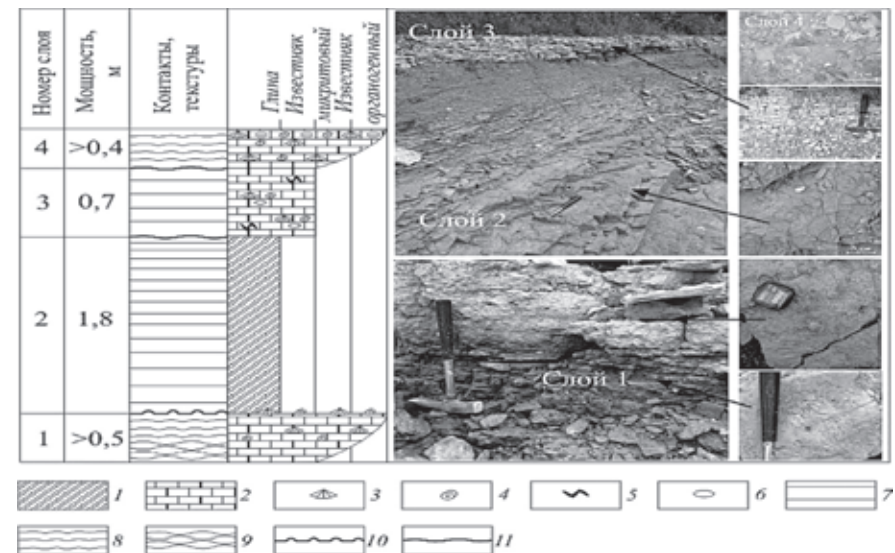 Номер слоя
Мощность, м
Контакты, текстуры
Глина
Известняк микритовый
Известняк органогенный
4 >0,4
3 0,7
2 1,8
1 >0,5
Слой 3
Слой 2
Слой 1
Слой 4
1 2 3 4 5 6 7
8 9 10 11